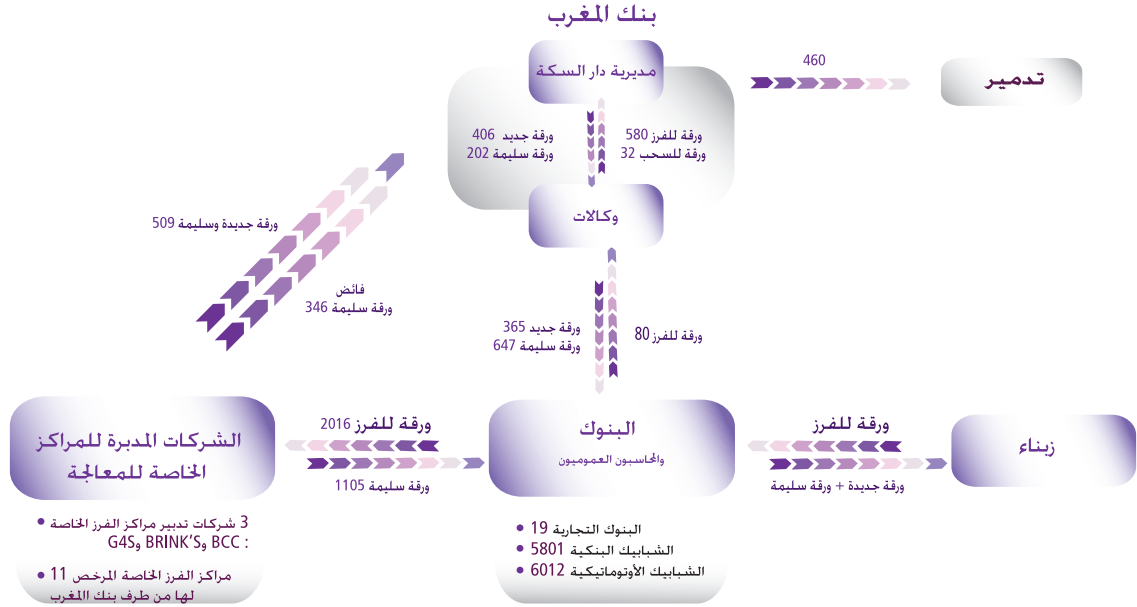 بنك المغرب
مديرية دار السكة
460
تدمير
ورقة جديد 406
ورقة سليمة 202
ورقة للفرز 580
ورقة للسحب 32
وكالات
ورقة جديدة وسليمة 509
فائض
ورقة سليمة 346
ورقة جديد 365
ورقة سليمة 647
ورقة للفرز 80
زبناء
ورقة للفرز
ورقة جديدة + ورقة سليمة
البنوك
والمحاسبون العموميون
ورقة للفرز 2016
ورقة سليمة 1105
الشركات المدبرة للمراكز
الخاصة للمعالجة
• البنوك التجارية 19
• الشبابيك البنكية 5801
• الشبابيك الأوتوماتيكية 6012
• 3 شركات تدبير مراكز الفرز الخاصة
: BCC وBRINK'S وG4S
• مراكز الفرز الخاصة المرخص 11
لها من طرف بنك االمغرب